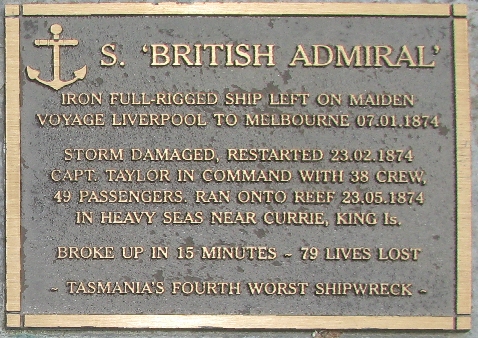 S. 'BRITISH ADMIRAL'
IRON FULL-RIGGED SHIP LEFT ON MAIDEN
VOYAGE LIVERPOOL TO MELBOURNE 07.01.1874
STORM DAMAGED, RESTARTED 23.02.1874
CAPT. TAYLOR IN COMMAND WITH 38 CREW,
49 PASSENGERS. RAN ONTO REEF 23.05.1874
IN HEAVY SEAS NEAR CURRIE, KING Is.
BROKE UP IN 15 MINUTES ~ 79 LIVES LOST
~ TASMANIA'S FOURTH WORST SHIPWRECK ~